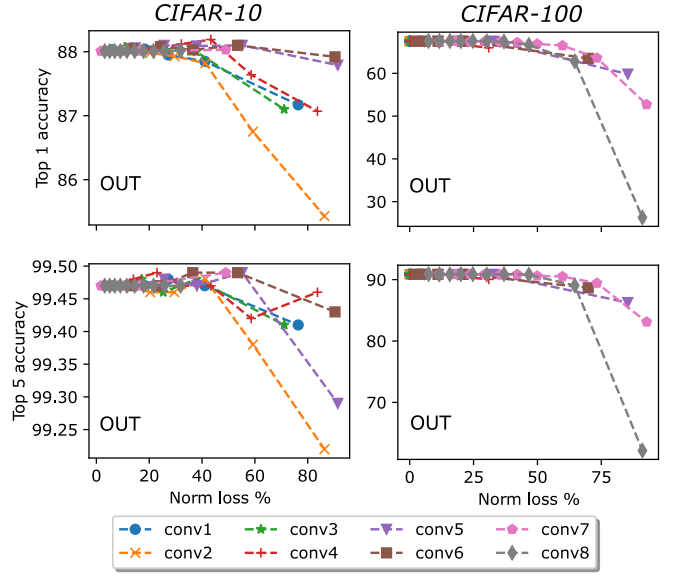 CIFAR-10 CIFAR-100
Top 1 accuracy
88
87
86
OUT
60
50
40
30
OUT
Top 5 accuracy
99.50
99.45
99.40
99.35
99.30
99.25
OUT
0 20 40 60 80
Norm loss %
90
80
70
OUT
0 25 50 75
Norm loss %
conv1 conv3 conv5 conv7
conv2 conv4 conv6 conv8